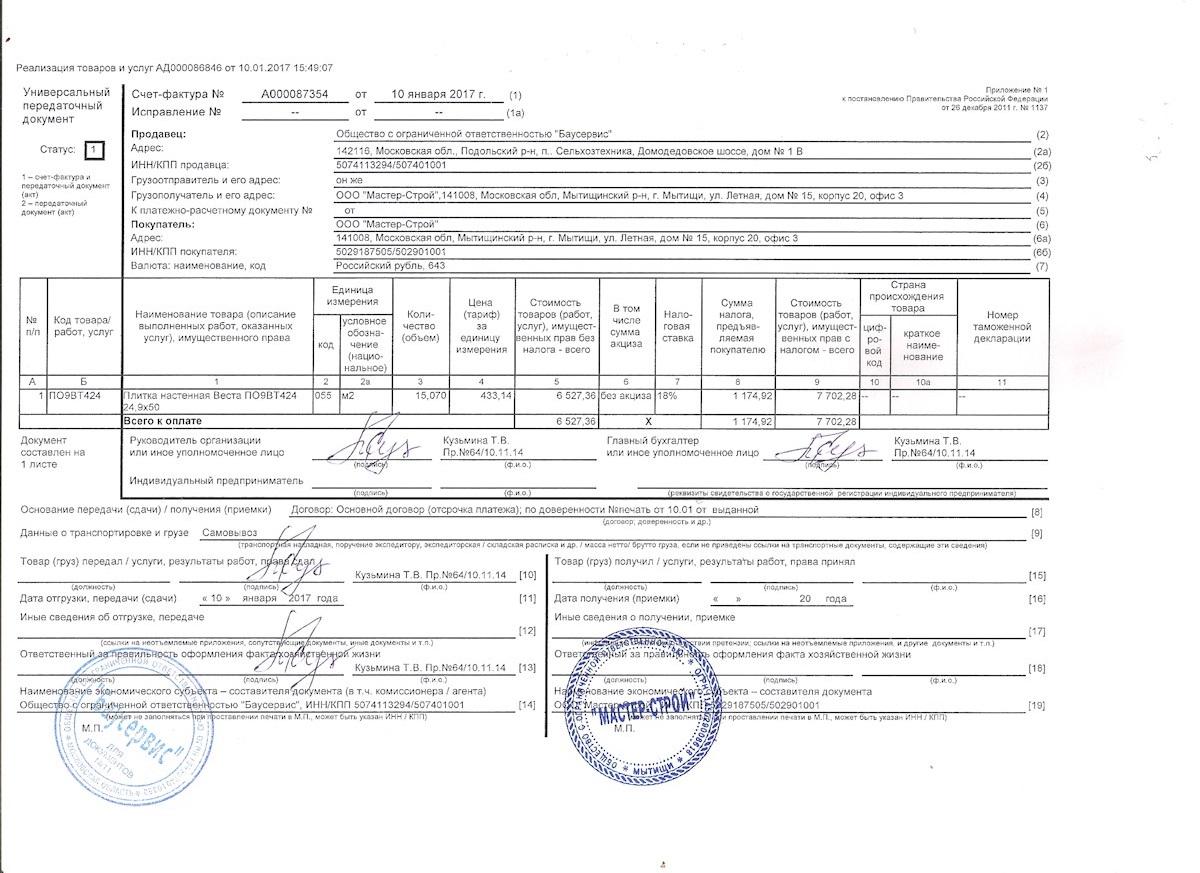 Реализация товаров и услуг АД000086846 от 10.01.2017 15:49:07
Универсальный
передаточный
документ
Статус: 1
1 – счет-фактура и
передаточный документ
(акт)
2 – передаточный
документ (акт)
Счет-фактура № А000087354 от 10 января 2017 г. (1)
Исправление № -- от -- (1а)
Приложение № 1
к постановлению Правительства Российской Федерации
от 26 декабря 2011 г. № 1137
Продавец: Общество с ограниченной ответственностью "Баусервис" (2)
Адрес: 142116, Московская обл., Подольский р-н, п.. Сельхозтехника, Домодедовское шоссе, дом № 1 В (2а)
ИНН/КПП продавца: 5074113294/507401001 (2б)
Грузоотправитель и его адрес: он же (3)
Грузополучатель и его адрес: ООО "Мастер-Строй",141008, Московская обл, Мытищинский р-н, г. Мытищи, ул. Летная, дом № 15, корпус 20, офис 3 (4)
К платежно-расчетному документу № от (5)
Покупатель: ООО "Мастер-Строй" (6)
Адрес: 141008, Московская обл, Мытищинский р-н, г. Мытищи, ул. Летная, дом № 15, корпус 20, офис 3 (6а)
ИНН/КПП покупателя: 5029187505/502901001 (6б)
Валюта: наименование, код Российский рубль, 643 (7)
№ п/п
Код товара/ работ, услуг
Наименование товара (описание
выполненных работ, оказанных
услуг), имущественного права
Единица
измерения
код
условное
обозна-
чение
(нацио-
нальное)
Коли-
чество
(объем)
Цена
(тариф)
за
единицу
измерения
Стоимость
товаров (работ,
услуг), имущест-
венных прав без
налога - всего
В том
числе
сумма
акциза
Нало-
говая
ставка
Сумма
налога,
предъяв-
ляемая
покупателю
Стоимость
товаров (работ,
услуг), имущест-
венных прав с
налогом - всего
Страна
происхождения
товара
циф-
ро-
вой
код
краткое
наиме-
нование
Номер
таможенной
декларации
А Б 1 2 2а 3 4 5 6 7 8 9 10 10а 11
1 ПО9ВТ424 Плитка настенная Веста ПО9ВТ424 055 м2 15,070 433,14 6 527,36 без акциза 18% 1 174,92 7 702,28 -- -- --
24,9х50
Всего к оплате 6 527,36 Х 1 174,92 7 702,28
Документ
составлен на
1 листе
Руководитель организации
или иное уполномоченное лицо
Кузьмина Т.В.
Пр.№64/10.11.14
(подпись) (ф.и.о.)
Главный бухгалтер
или иное уполномоченное лицо
Кузьмина Т.В.
Пр.№64/10.11.14
(подпись) (ф.и.о.)
Индивидуальный предприниматель
(подпись) (ф.и.о.) (реквизиты свидетельства о государственной регистрации индивидуального предпринимателя)
Основание передачи (сдачи) / получения (приемки) Договор: Основной договор (отсрочка платежа); по доверенности №печать от 10.01 от выданной [8]
(договор; доверенность и др.)
Данные о транспортировке и грузе Самовывоз [9]
(транспортная накладная, поручение экспедитору, экспедиторская / складская расписка и др. / масса нетто/ брутто груза, если не приведены ссылки на транспортные документы, содержащие эти сведения)
Товар (груз) передал / услуги, результаты работ, права сдал
Кузьмина Т.В. Пр.№64/10.11.14 [10]
(должность) (подпись) (ф.и.о.)
Дата отгрузки, передачи (сдачи) « 10 » января 2017 года [11]
Иные сведения об отгрузке, передаче
[12]
(ссылки на неотъемлемые приложения, сопутствующие документы, иные документы и т.п.)
Ответственный за правильность оформления факта хозяйственной жизни
Кузьмина Т.В. Пр.№64/10.11.14 [13]
(должность) (подпись) (ф.и.о.)
Наименование экономического субъекта – составителя документа (в т.ч. комиссионера / агента)
Общество с ограниченной ответственностью "Баусервис", ИНН/КПП 5074113294/507401001 [14]
(может не заполняться при проставлении печати в М.П., может быть указан ИНН / КПП)
М.П.
"Баусервис"
ДЛЯ
ДОКУМЕНТОВ
Товар (груз) получил / услуги, результаты работ, права принял
[15]
(должность) (подпись) (ф.и.о.)
Дата получения (приемки) « » 20 года [16]
Иные сведения о получении, приемке
[17]
претензии; ссылки на неотъемлемые приложения, и другие документы и т.п.)
Ответственный за правильность оформления факта хозяйственной жизни
[18]
(должность) (подпись) (ф.и.о.)
Наименование экономического субъекта – составителя документа
5029187505/502901001 [19]
проставлении печати в М.П., может быть указан ИНН / КПП)
М.П.
"МАСТЕР-СТРОЙ"
ОБЩЕСТВО С ОГРАНИЧЕННОЙ ОТВЕТСТВЕННОСТЬЮ
МЫТИЩИ